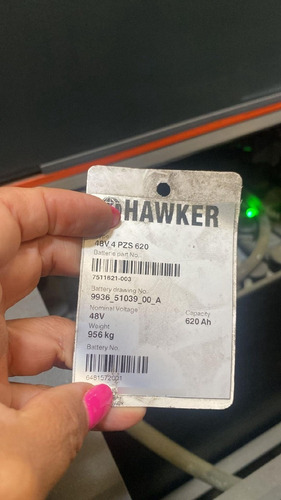 HAWKER
48V 4 PZS 620
Battery part No.
7511621-003
Battery drawing No.
9936_51039_00_A
Nominal Voltage
Capacity
48V
620 Ah
Weight
956 kg
Battery No.
6481572001